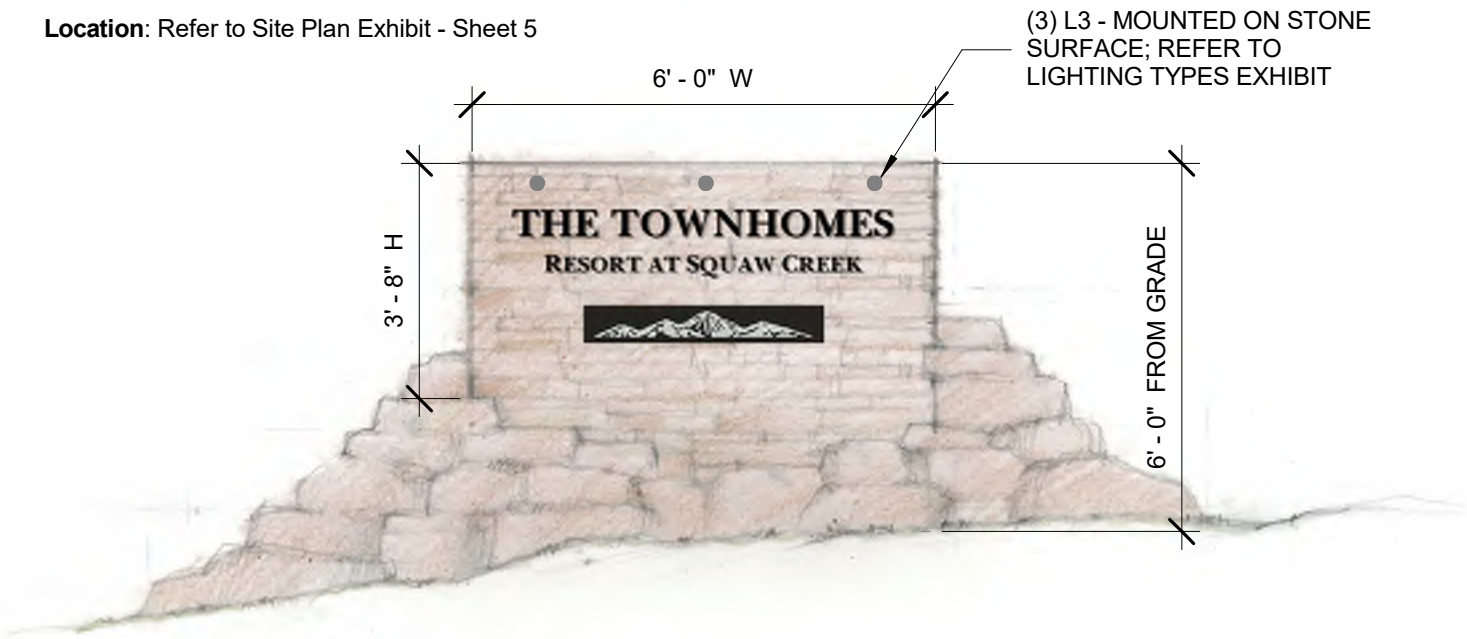 Location: Refer to Site Plan Exhibit - Sheet 5
(3) L3 - MOUNTED ON STONE
SURFACE; REFER TO
LIGHTING TYPES EXHIBIT
6' - 0" W
3' - 8" H
6' - 0" FROM GRADE
THE TOWNHOMES
RESORT AT SQUAW CREEK